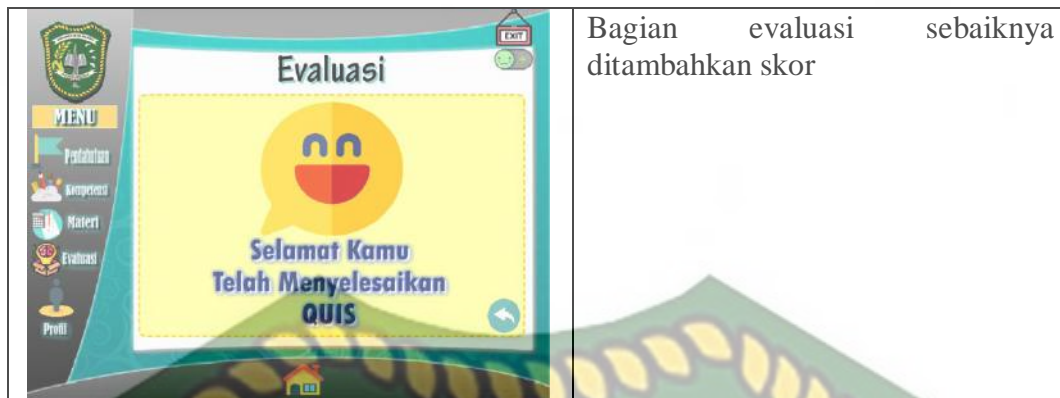 EXIT
Evaluasi
MENU
Pendahuluan
Kompetensi
Materi
Evaluasi
Profil
Selamat Kamu
Telah Menyelesaikan
QUIS
Bagian evaluasi sebaiknya
ditambahkan skor